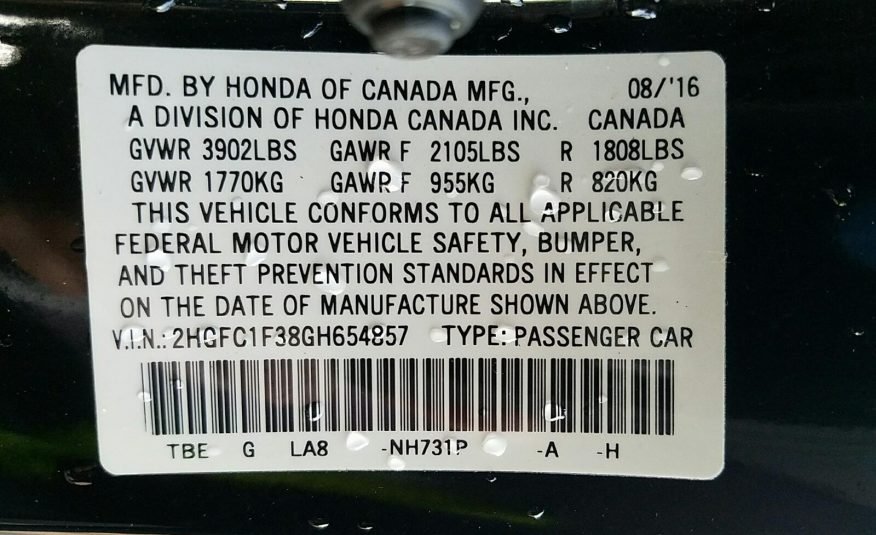 MFD. BY HONDA OF CANADA MFG., 08/'16
A DIVISION OF HONDA CANADA INC. CANADA
GVWR 3902LBS GAWR F 2105LBS R 1808LBS
GVWR 1770KG GAWR F 955KG R 820KG
THIS VEHICLE CONFORMS TO ALL APPLICABLE
FEDERAL MOTOR VEHICLE SAFETY, BUMPER,
AND THEFT PREVENTION STANDARDS IN EFFECT
ON THE DATE OF MANUFACTURE SHOWN ABOVE.
V.I.N.: 2HGFC1F38GH654857 TYPE: PASSENGER CAR
TBE G LA8 -NH731P -A -H